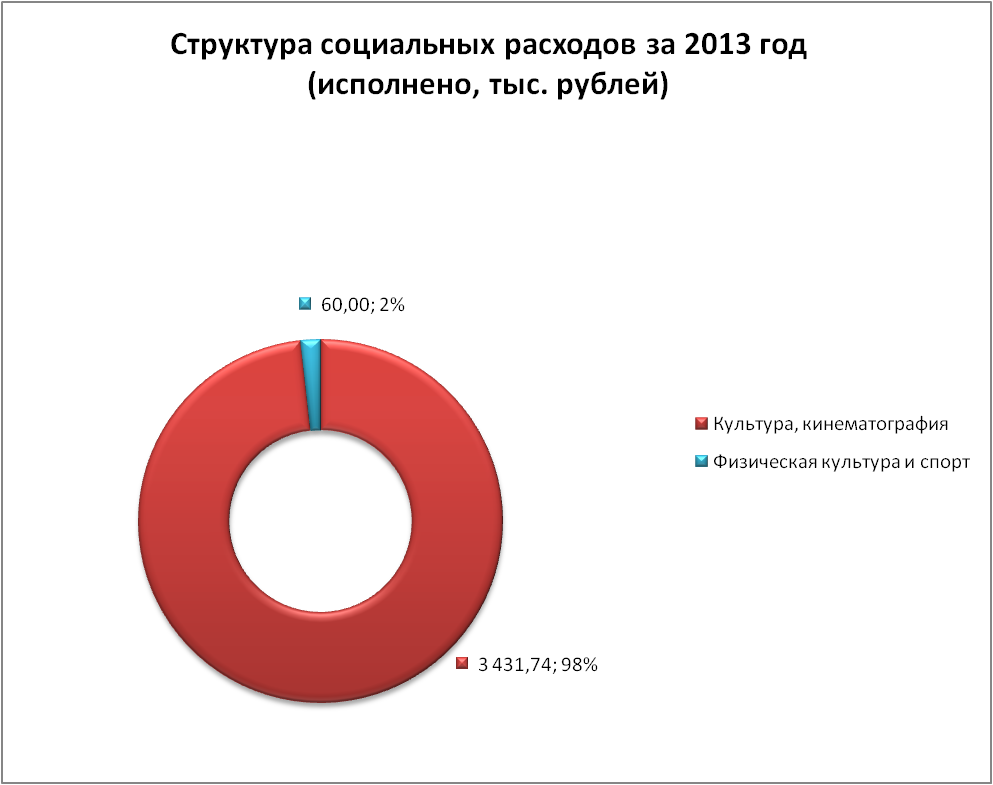 Структура социальных расходов за 2013 год
(исполнено, тыс. рублей)
60,00; 2%
Культура, кинематография
Физическая культура и спорт
3 431,74; 98%